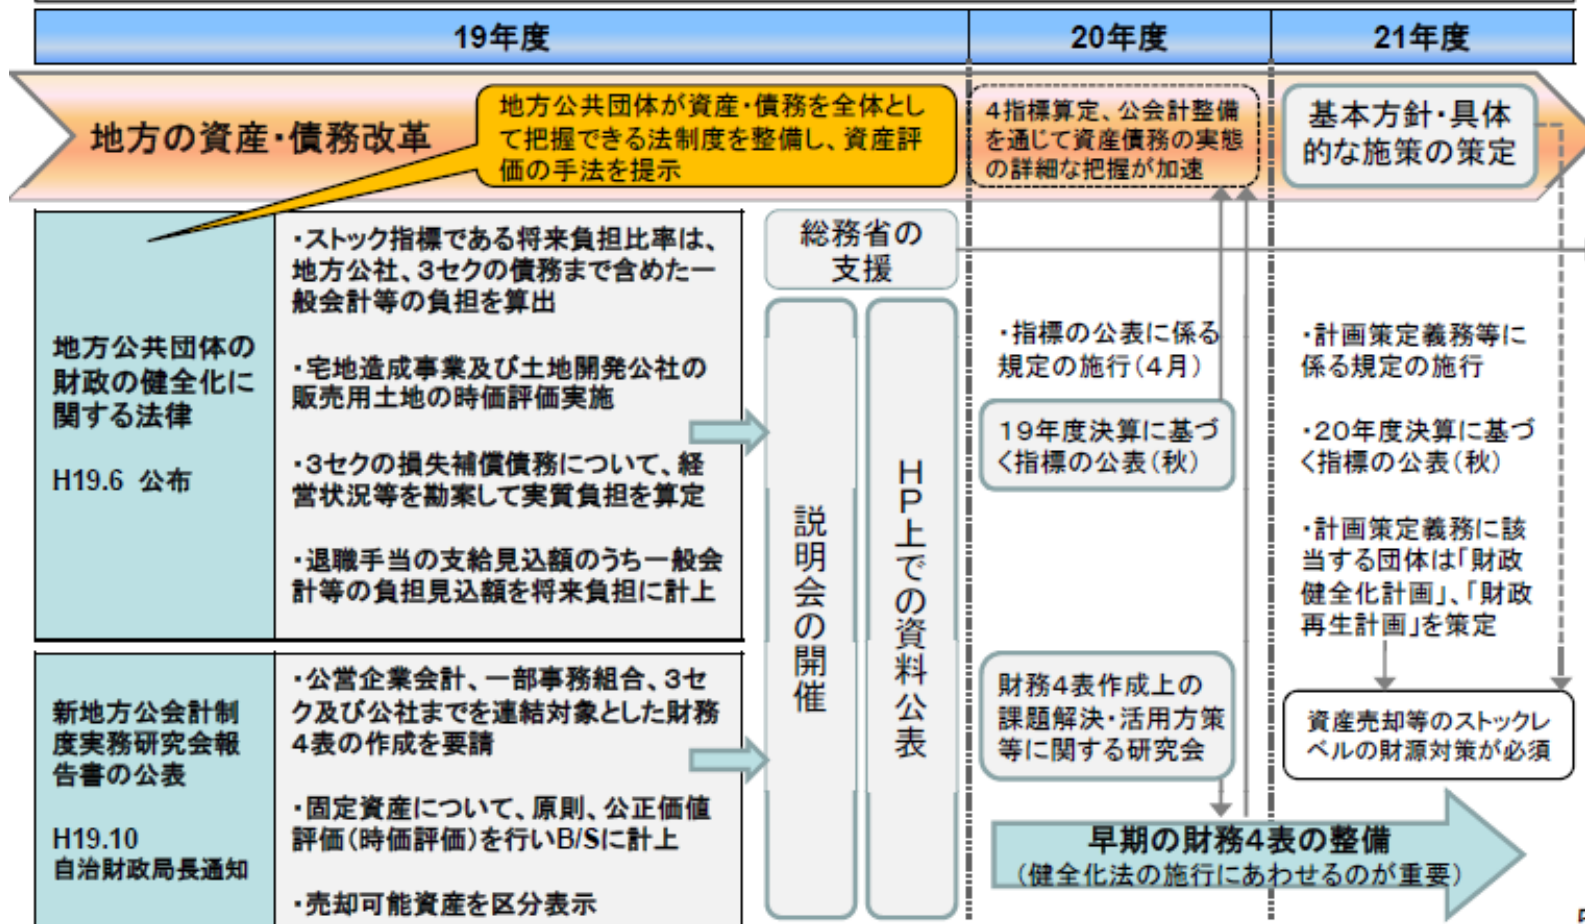 19年度
20年度
21年度
地方の資産・債務改革
地方公共団体が資産・債務を全体とし
て把握できる法制度を整備し、資産評
価の手法を提示
4指標算定、公会計整備
を通じて資産債務の実態
の詳細な把握が加速
基本方針・具体
的な施策の策定
地方公共団体の
財政の健全化に
関する法律
H19.6 公布
・ストック指標である将来負担比率は、
地方公社、3セクの債務まで含めた一
般会計等の負担を算出
・宅地造成事業及び土地開発公社の
販売用土地の時価評価実施
・3セクの損失補償債務について、経
営状況等を勘案して実質負担を算定
・退職手当の支給見込額のうち一般会
計等の負担見込額を将来負担に計上
総務省の
支援
説明会の開催
HP上での資料公表
・指標の公表に係る
規定の施行(4月)
19年度決算に基づ
く指標の公表(秋)
・計画策定義務等に
係る規定の施行
・20年度決算に基づ
く指標の公表(秋)
・計画策定義務に該
当する団体は「財政
健全化計画」、「財政
再生計画」を策定
新地方公会計制
度実務研究会報
告書の公表
H19.10
自治財政局長通知
・公営企業会計、一部事務組合、3セ
ク及び公社までを連結対象とした財務
4表の作成を要請
・固定資産について、原則、公正価値
評価(時価評価)を行いB/Sに計上
・売却可能資産を区分表示
財務4表作成上の
課題解決・活用方策
等に関する研究会
資産売却等のストックレ
ベルの財源対策が必須
早期の財務4表の整備
(健全化法の施行にあわせるのが重要)